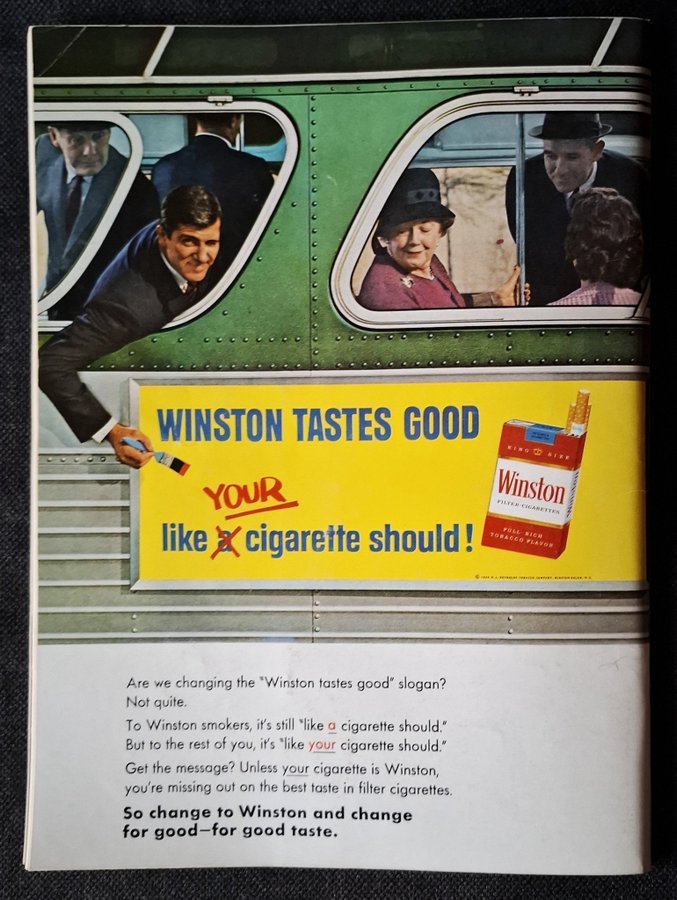 WINSTON TASTES GOOD
YOUR
like a cigarette should!
KING SIZE
Winston
FILTER-CIGARETTES
FULL-RICH
TOBACCO FLAVOR
Are we changing the "Winston tastes good" slogan?
Not quite.
To Winston smokers, it's still "like a cigarette should."
But to the rest of you, it's "like your cigarette should."
Get the message? Unless your cigarette is Winston,
you're missing out on the best taste in filter cigarettes.
So change to Winston and change
for good—for good taste.